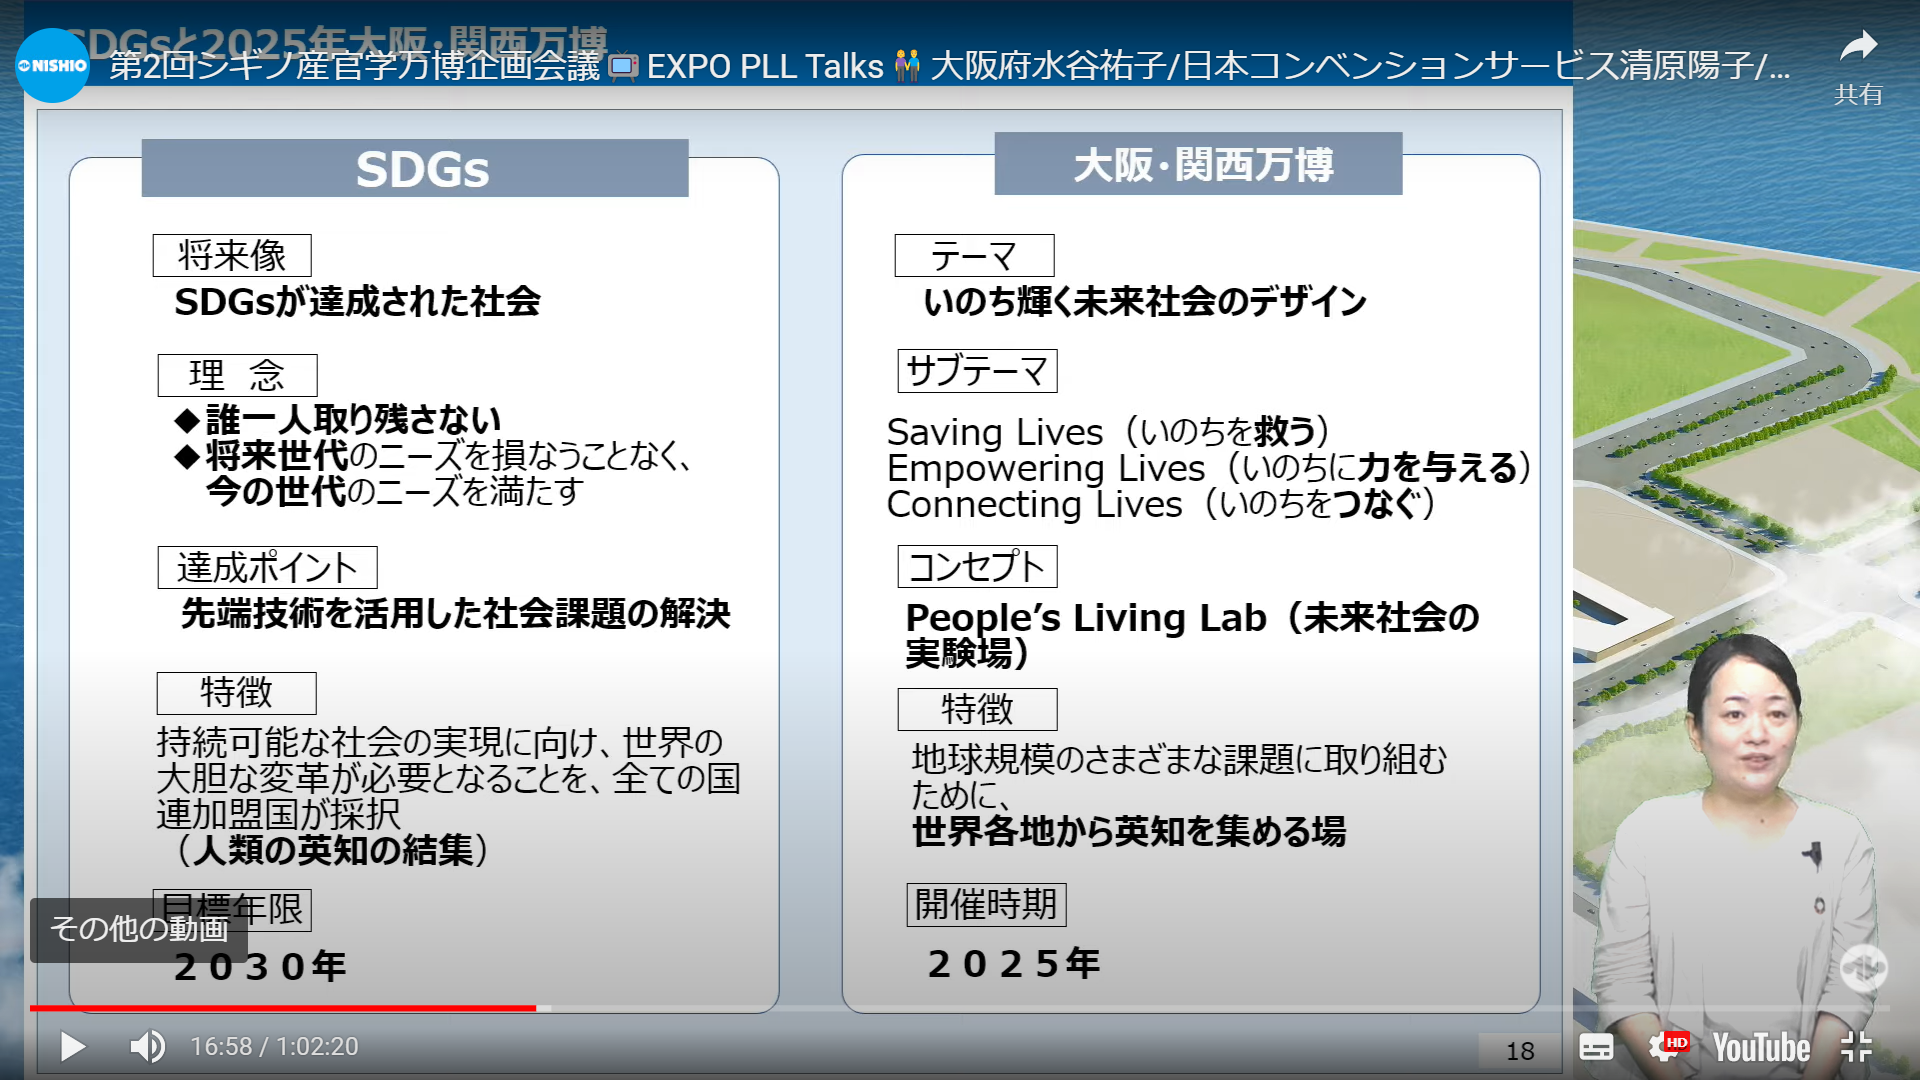 SDGsと2025年大阪・関西万博
NISHIO
第2回シギノ産官学万博企画会議📺 EXPO PLL Talks 👫 大阪府水谷祐子/日本コンベンションサービス清原陽子/...
共有
SDGs
将来像
SDGsが達成された社会
理 念
◆誰一人取り残さない
◆将来世代のニーズを損なうことなく、
今の世代のニーズを満たす
達成ポイント
先端技術を活用した社会課題の解決
特徴
持続可能な社会の実現に向け、世界の
大胆な変革が必要となることを、全ての国
連加盟国が採択
（人類の英知の結集）
目標年限
２０３０年
大阪・関西万博
テーマ
いのち輝く未来社会のデザイン
サブテーマ
Saving Lives（いのちを救う）
Empowering Lives（いのちに力を与える）
Connecting Lives（いのちをつなぐ）
コンセプト
People’s Living Lab（未来社会の
実験場）
特徴
地球規模のさまざまな課題に取り組む
ために、
世界各地から英知を集める場
開催時期
２０２５年
その他の動画
16:58 / 1:02:20
18
HD
YouTube